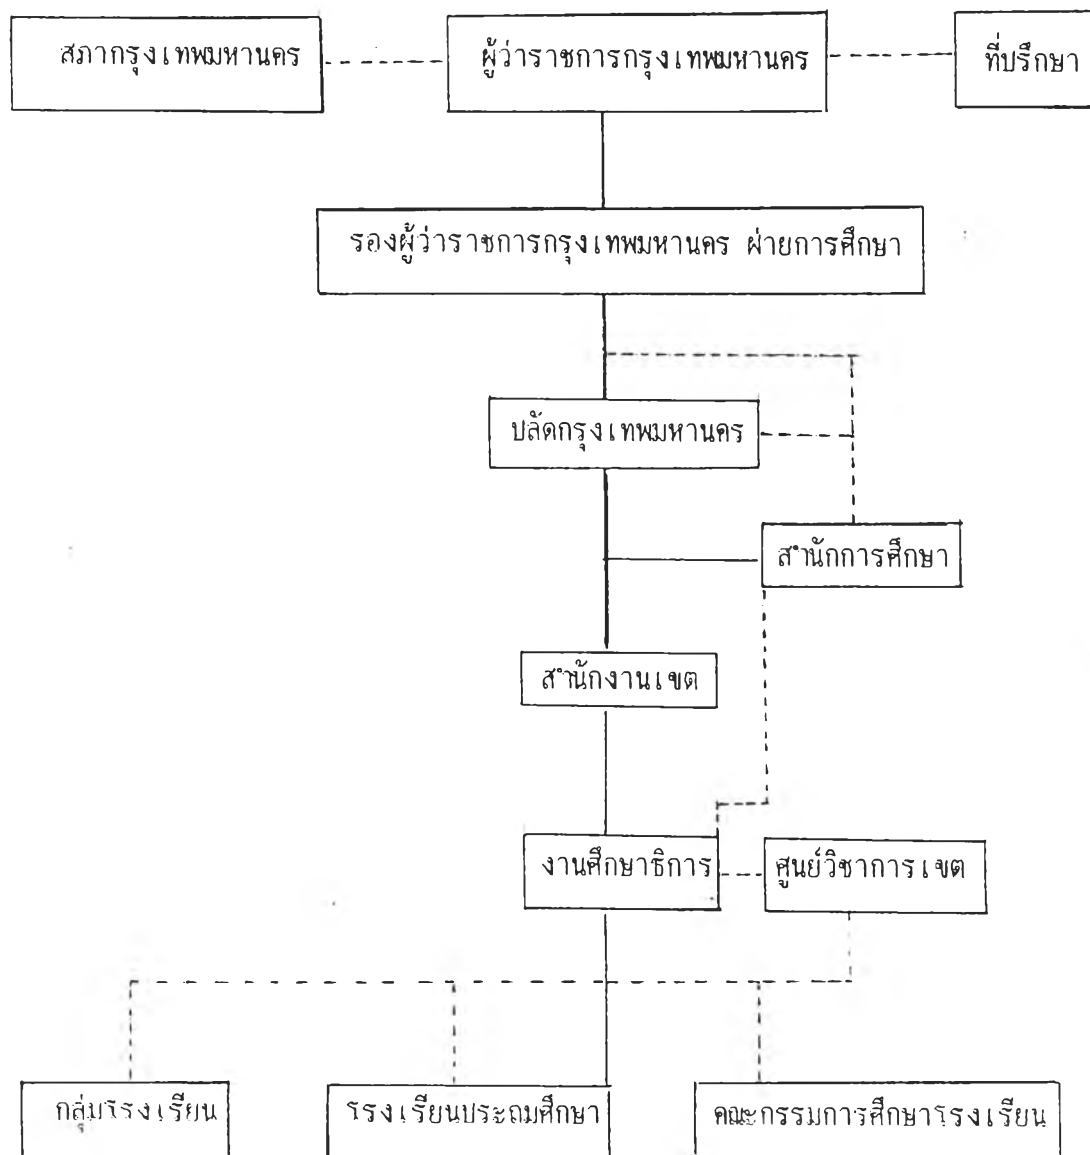 สภากรุงเทพมหานคร
ผู้ว่าราชการกรุงเทพมหานคร
ที่ปรึกษา
รองผู้ว่าราชการกรุงเทพมหานคร ฝ่ายการศึกษา
ปลัดกรุงเทพมหานคร
สำนักการศึกษา
สำนักงานเขต
งานศึกษาธิการ
ศูนย์วิชาการเขต
กลุ่มโรงเรียน
โรงเรียนประถมศึกษา
คณะกรรมการศึกษาโรงเรียน